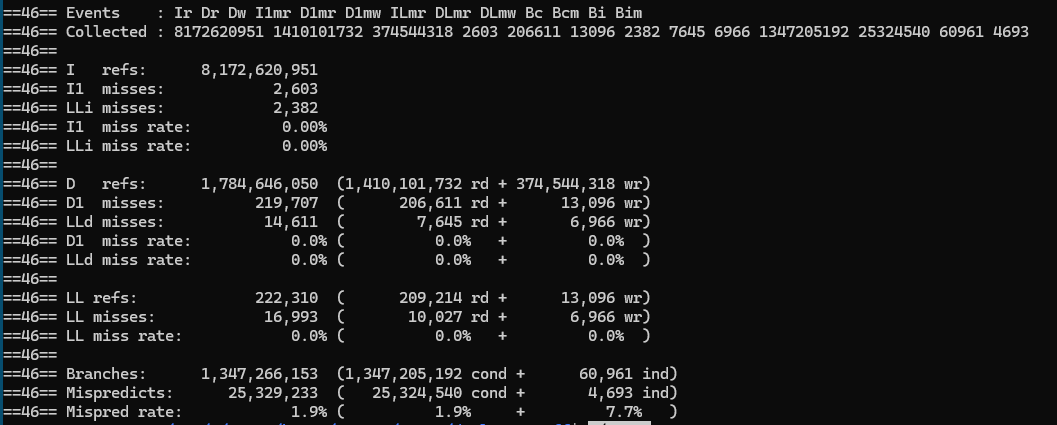 ==46== Events    : Ir Dr Dw I1mr D1mr D1mw ILmr DLmr DLmw Bc Bcm Bi Bim
==46== Collected : 8172620951 1410101732 374544318 2603 206611 13096 2382 7645 6966 1347205192 25324540 60961 4693
==46==
==46== I   refs:      8,172,620,951
==46== I1  misses:            2,603
==46== LLi misses:            2,382
==46== I1  miss rate:          0.00%
==46== LLi miss rate:          0.00%
==46==
==46== D   refs:      1,784,646,050  (1,410,101,732 rd + 374,544,318 wr)
==46== D1  misses:          219,707  (      206,611 rd +      13,096 wr)
==46== LLd misses:           14,611  (        7,645 rd +       6,966 wr)
==46== D1  miss rate:           0.0% (          0.0%   +         0.0%  )
==46== LLd miss rate:           0.0% (          0.0%   +         0.0%  )
==46==
==46== LL refs:             222,310  (      209,214 rd +      13,096 wr)
==46== LL misses:            16,993  (       10,027 rd +       6,966 wr)
==46== LL miss rate:            0.0% (          0.0%   +         0.0%  )
==46==
==46== Branches:      1,347,266,153  (1,347,205,192 cond +      60,961 ind)
==46== Mispredicts:      25,329,233  (   25,324,540 cond +       4,693 ind)
==46== Mispred rate:            1.9% (          1.9%     +         7.7%   )